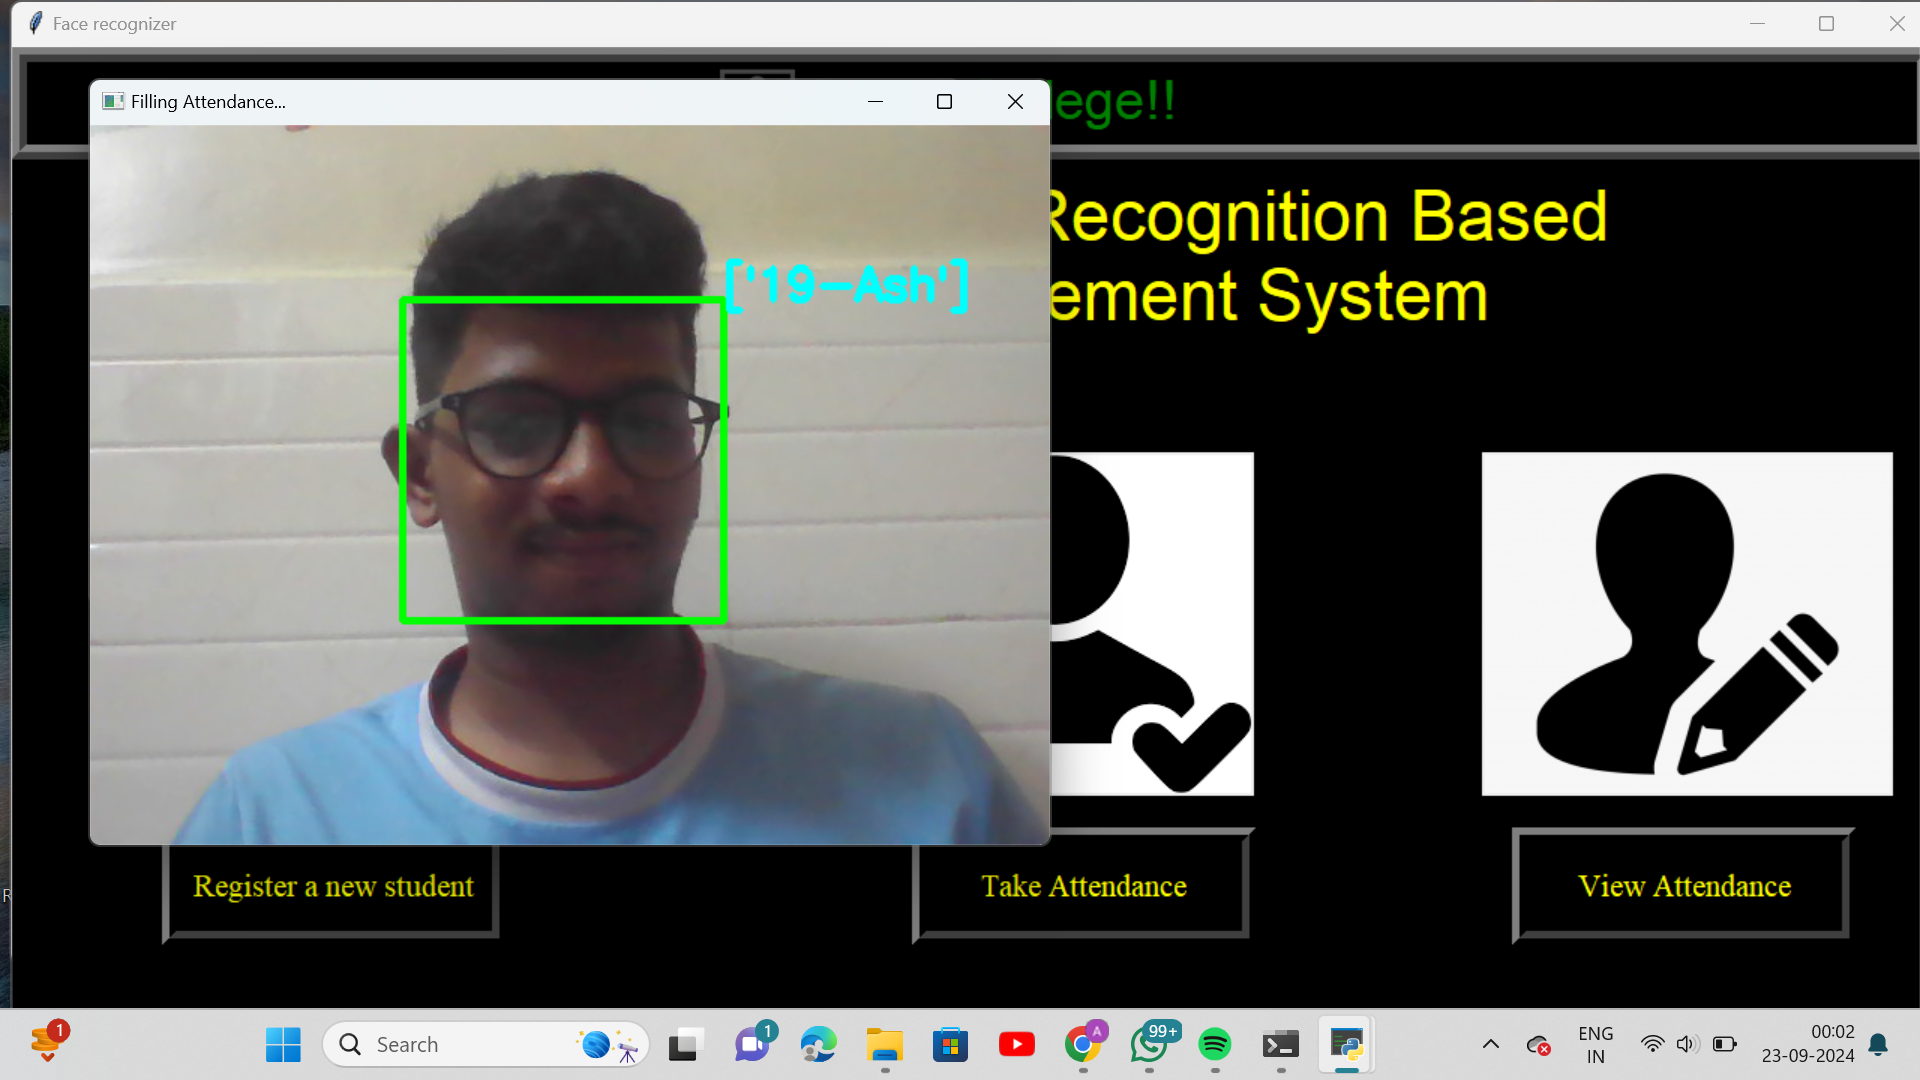 Face recognizer
Filling Attendance...
lege!!
Recognition Based
ement System
['19-Ash']
Register a new student
Take Attendance
View Attendance
1
Search
1
A
99+
ENG
IN
00:02
23-09-2024